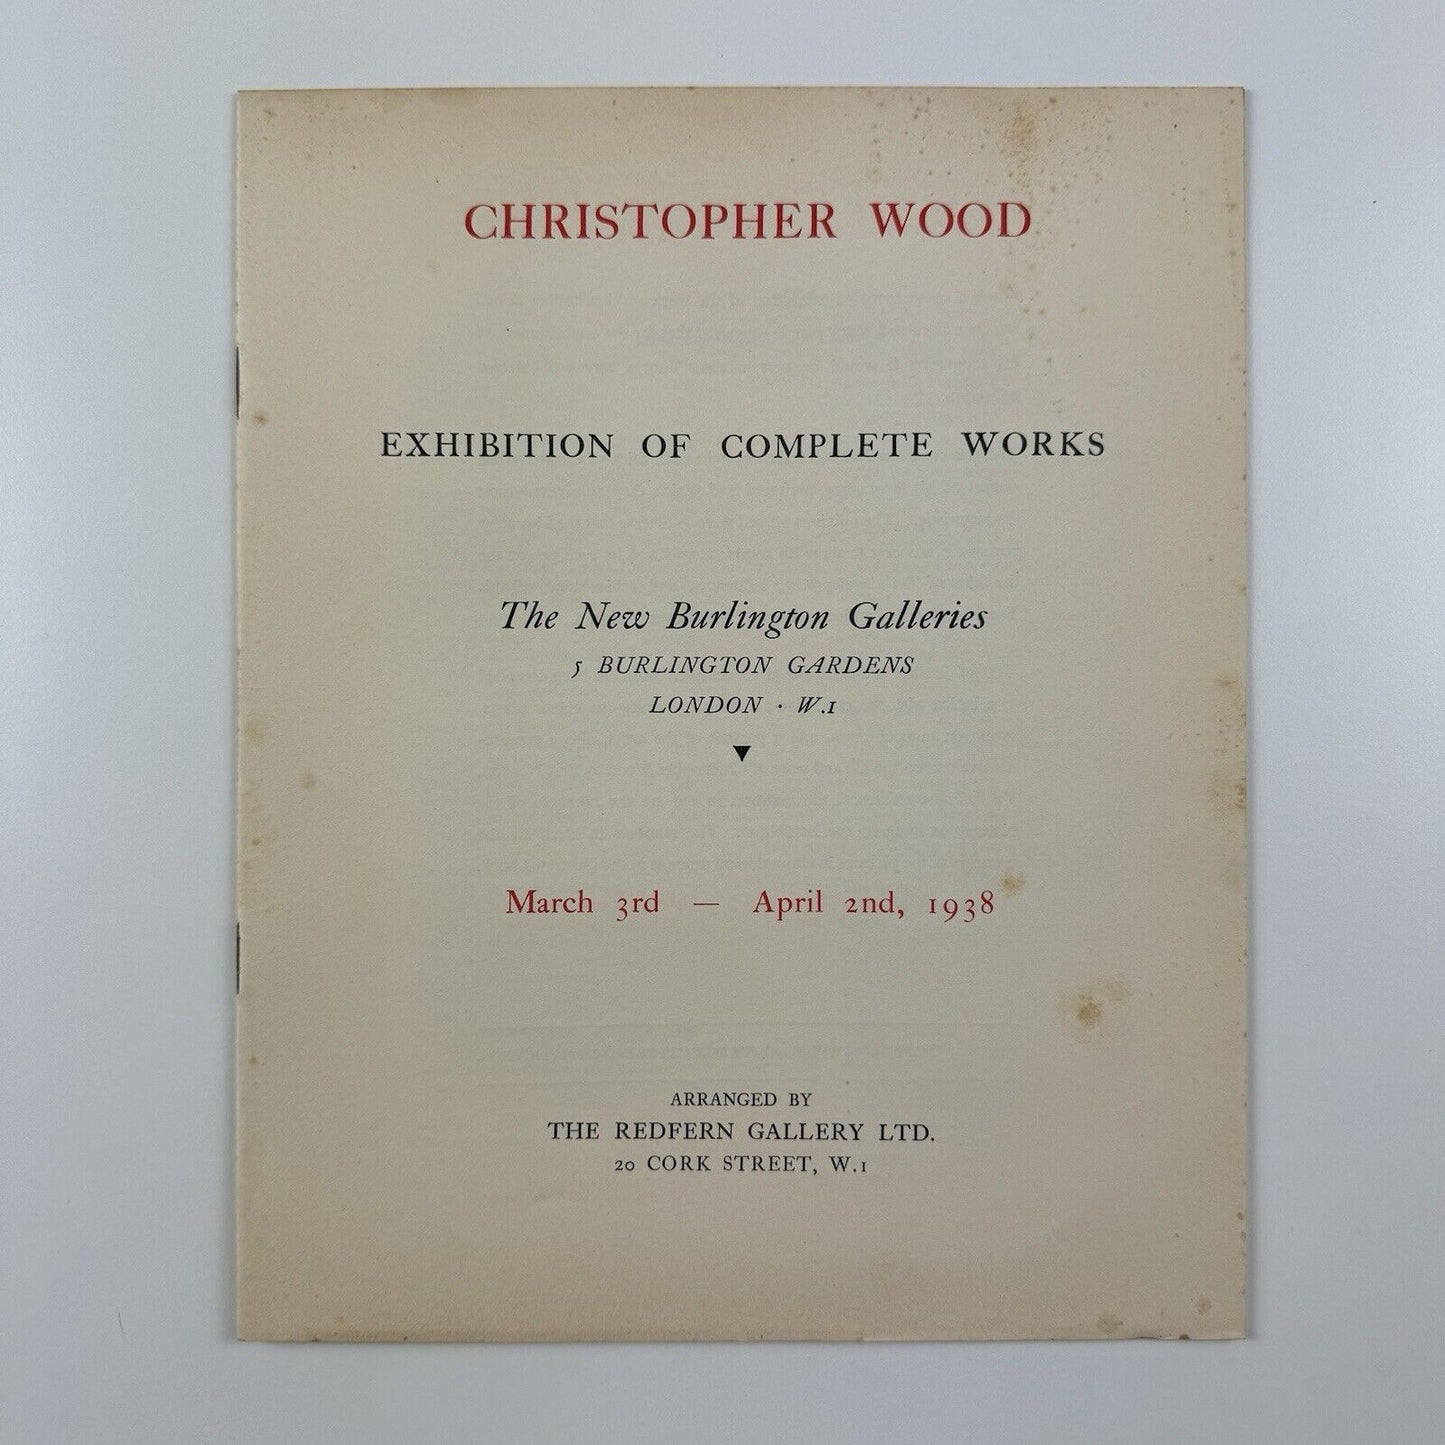 CHRISTOPHER WOOD
EXHIBITION OF COMPLETE WORKS
The New Burlington Galleries
5 BURLINGTON GARDENS
LONDON · W.1
▼
March 3rd — April 2nd, 1938
ARRANGED BY
THE REDFERN GALLERY LTD.
20 CORK STREET, W.1